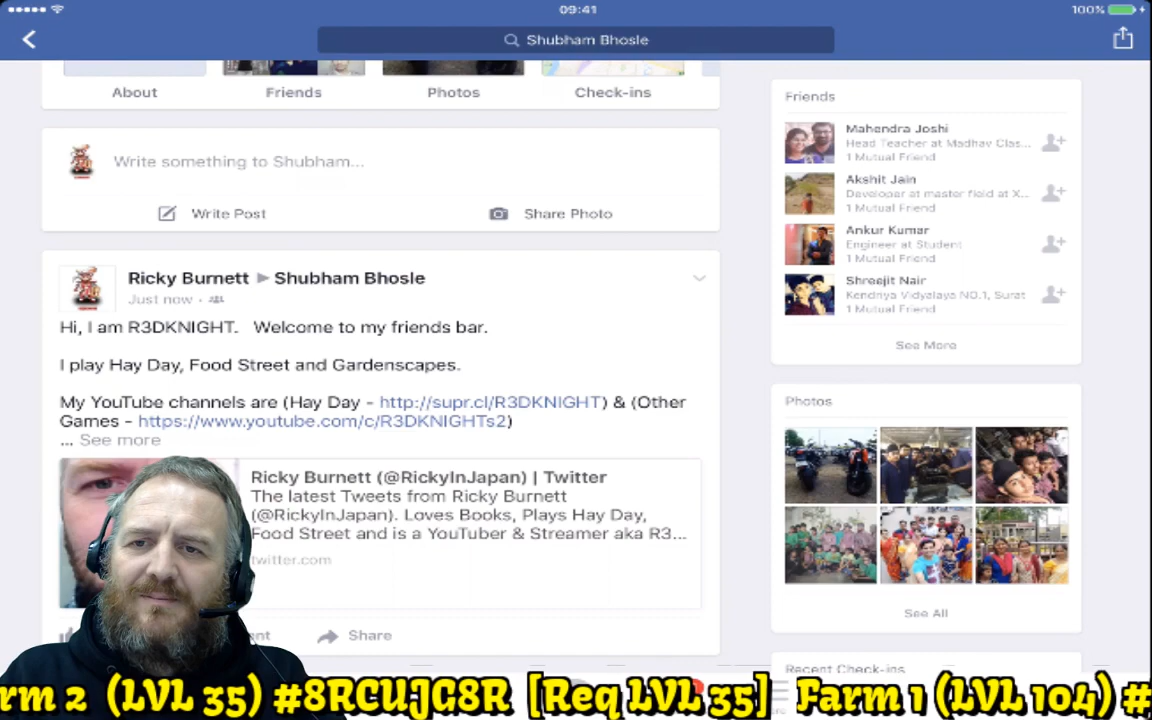 09:41
100%
Shubham Bhosle
About
Friends
Photos
Check-ins
Write something to Shubham...
Write Post
Share Photo
Ricky Burnett ▶ Shubham Bhosle
Just now
Hi, I am R3DKNIGHT. Welcome to my friends bar.
I play Hay Day, Food Street and Gardenscapes.
My YouTube channels are (Hay Day - http://supr.cl/R3DKNIGHT) & (Other
Games - https://www.youtube.com/c/R3DKNIGHTs2)
... See more
Ricky Burnett (@RickyInJapan) | Twitter
The latest Tweets from Ricky Burnett
(@RickyInJapan). Loves Books, Plays Hay Day,
Food Street and is a YouTuber & Streamer aka R3...
twitter.com
Share
Friends
Mahendra Joshi
Head Teacher at Madhav Clas...
1 Mutual Friend
Akshit Jain
Developer at master field at X...
1 Mutual Friend
Ankur Kumar
Engineer at Student
1 Mutual Friend
Shreejit Nair
Kendriya Vidyalaya NO.1, Surat
1 Mutual Friend
See More
Photos
See All
Recent Check-ins
rm 2 (LVL 35) #8RCUJG8R [Req LVL 35] Farm 1 (LVL 104) #